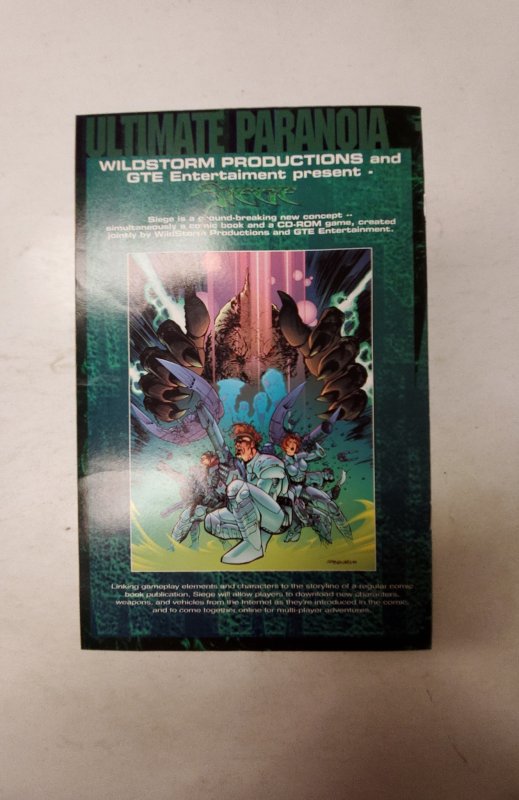 ULTIMATE PARANOIA
WILDSTORM PRODUCTIONS and
GTE Entertaiment present -
SIEGE
Siege is a ground-breaking new concept --
simultaneously a comic book and a CD-ROM game, created
jointly by WildStorm Productions and GTE Entertainment.
Linking gameplay elements and characters to the storyline of a regular comic
book publication, Siege will allow players to download new characters,
weapons, and vehicles from the Internet as they're introduced in the comic,
and to come together online for multi-player adventures.